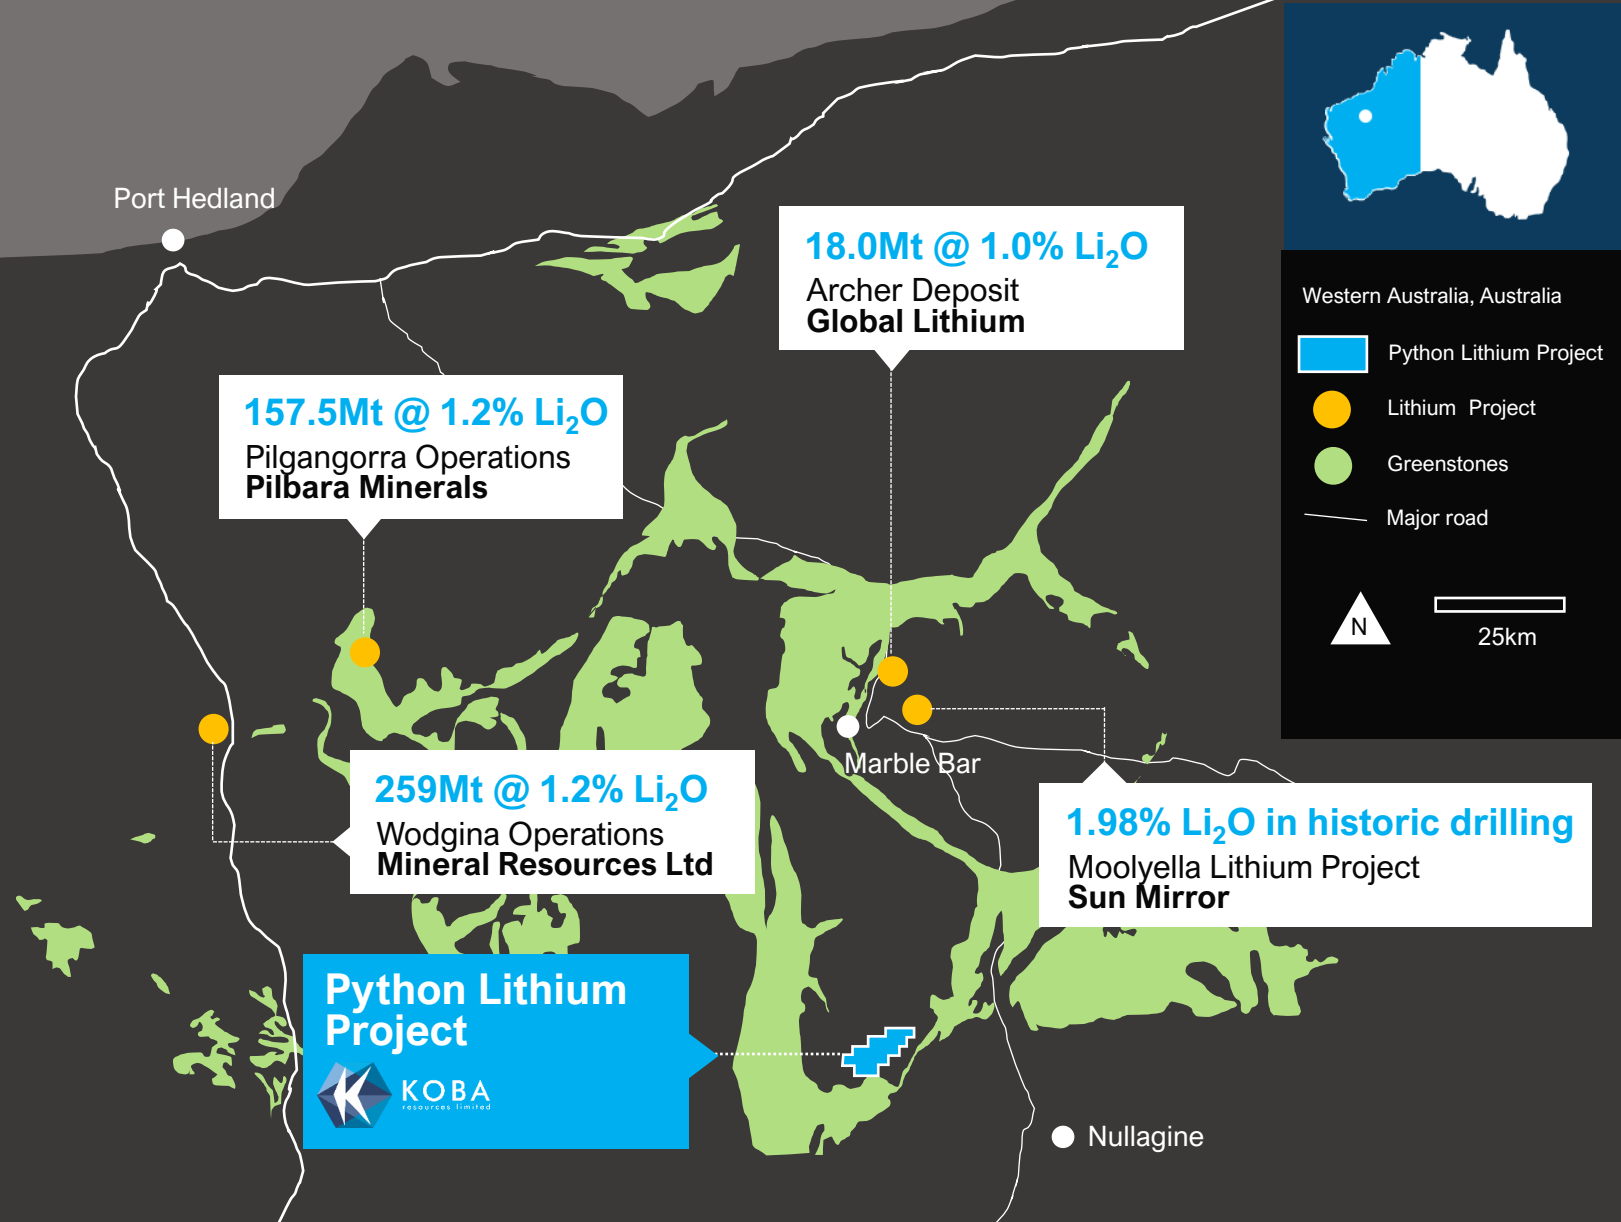 Port Hedland
18.0Mt @ 1.0% Li₂O
Archer Deposit
Global Lithium
157.5Mt @ 1.2% Li₂O
Pilgangorra Operations
Pilbara Minerals
Marble Bar
259Mt @ 1.2% Li₂O
Wodgina Operations
Mineral Resources Ltd
1.98% Li₂O in historic drilling
Moolyella Lithium Project
Sun Mirror
Python Lithium
Project
KOBA
resources limited
Nullagine
Western Australia, Australia
Python Lithium Project
Lithium Project
Greenstones
Major road
N
25km